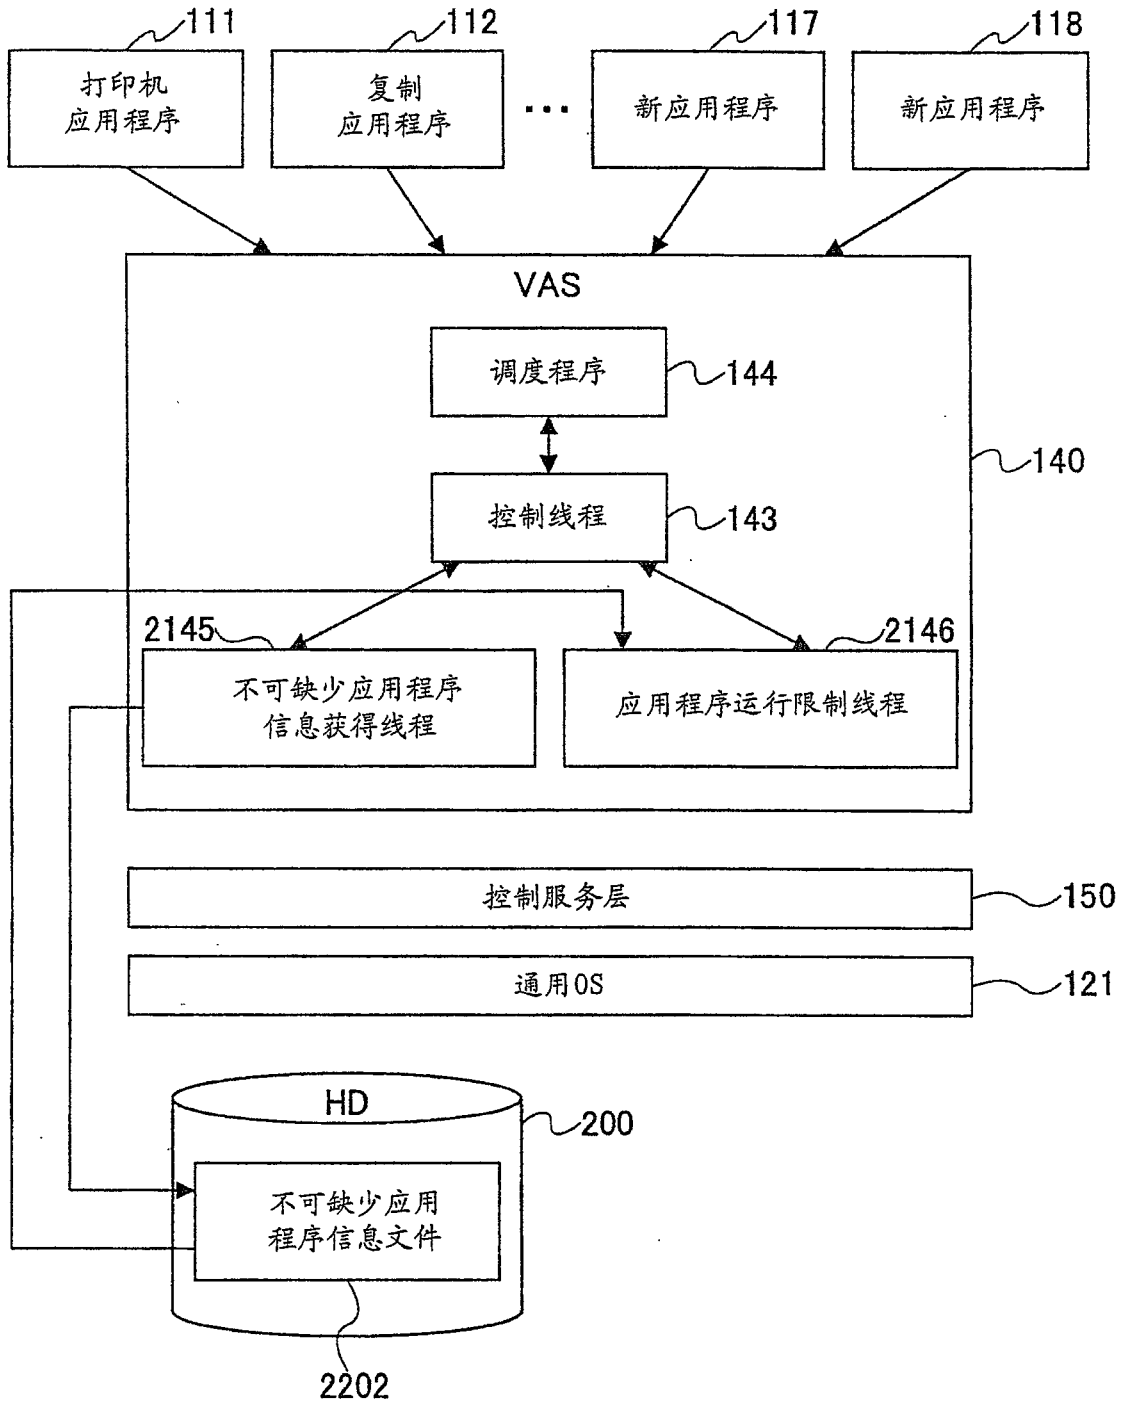 111
112
117
118
打印机
应用程序
复制
应用程序
...
新应用程序
新应用程序
VAS
调度程序
144
140
控制线程
143
2145
2146
不可缺少应用程序
信息获得线程
应用程序运行限制线程
控制服务层
150
通用OS
121
HD
200
不可缺少应用
程序信息文件
2202